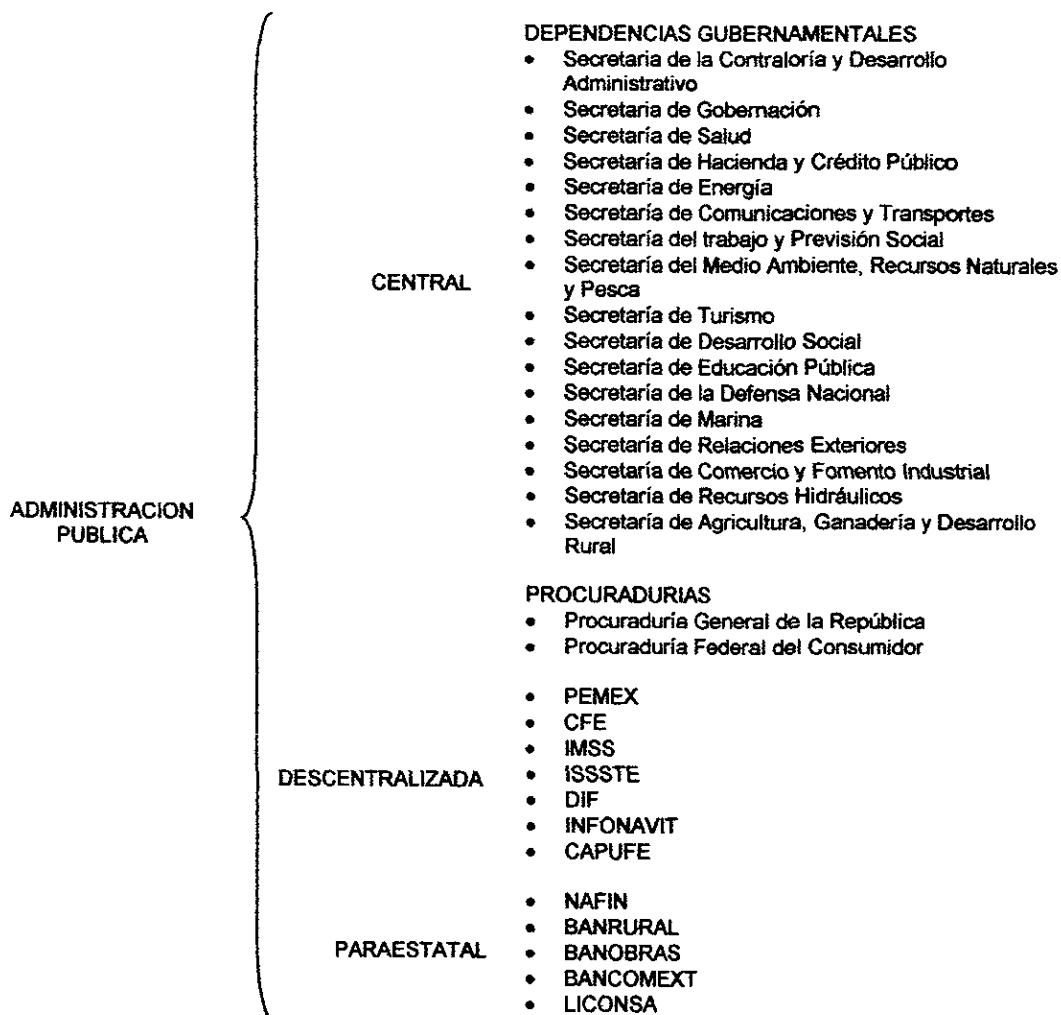 DEPENDENCIAS GUBERNAMENTALES
• Secretaria de la Contraloría y Desarrollo
Administrativo
• Secretaria de Gobernación
• Secretaría de Salud
• Secretaría de Hacienda y Crédito Público
• Secretaría de Energía
• Secretaría de Comunicaciones y Transportes
• Secretaría del trabajo y Previsión Social
• Secretaría del Medio Ambiente, Recursos Naturales
y Pesca
CENTRAL
• Secretaría de Turismo
• Secretaría de Desarrollo Social
• Secretaría de Educación Pública
• Secretaría de la Defensa Nacional
• Secretaría de Marina
• Secretaría de Relaciones Exteriores
• Secretaría de Comercio y Fomento Industrial
• Secretaría de Recursos Hidráulicos
• Secretaría de Agricultura, Ganadería y Desarrollo
Rural
ADMINISTRACION
PUBLICA
PROCURADURIAS
• Procuraduría General de la República
• Procuraduría Federal del Consumidor
• PEMEX
• CFE
• IMSS
• ISSSTE
DESCENTRALIZADA
• DIF
• INFONAVIT
• CAPUFE
• NAFIN
• BANRURAL
PARAESTATAL
• BANOBRAS
• BANCOMEXT
• LICONSA